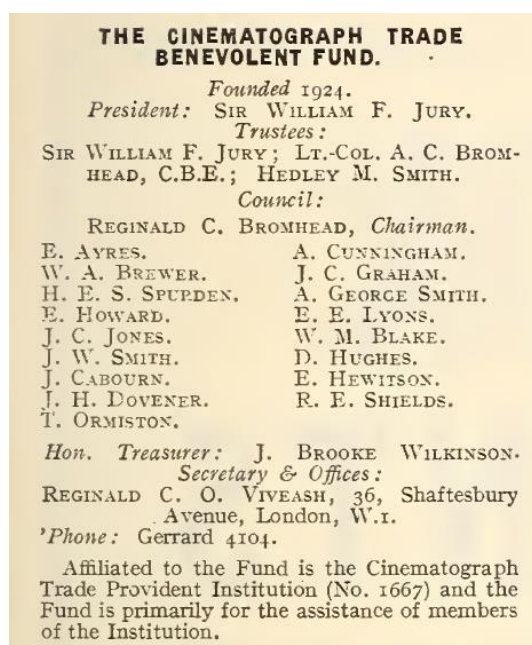 THE CINEMATOGRAPH TRADE
BENEVOLENT FUND.
Founded 1924.
President: SIR WILLIAM F. JURY.
Trustees:
SIR WILLIAM F. JURY; LT.-COL. A. C. BROM-
HEAD, C.B.E.; HEDLEY M. SMITH.
Council:
REGINALD C. BROMHEAD, Chairman.
E. AYRES.
W. A. BREWER.
H. E. S. SPURDEN.
E. HOWARD.
J. C. JONES.
J. W. SMITH.
J. CABOURN.
J. H. DOVENER.
T. ORMISTON.
A. CUNNINGHAM.
J. C. GRAHAM.
A. GEORGE SMITH.
E. E. LYONS.
W. M. BLAKE.
D. HUGHES.
E. HEWITSON.
R. E. SHIELDS.
Hon. Treasurer: J. BROOKE WILKINSON.
Secretary & Offices:
REGINALD C. O. VIVEASH, 36, Shaftesbury
Avenue, London, W.1.
'Phone: Gerrard 4104.
Affiliated to the Fund is the Cinematograph
Trade Provident Institution (No. 1667) and the
Fund is primarily for the assistance of members
of the Institution.